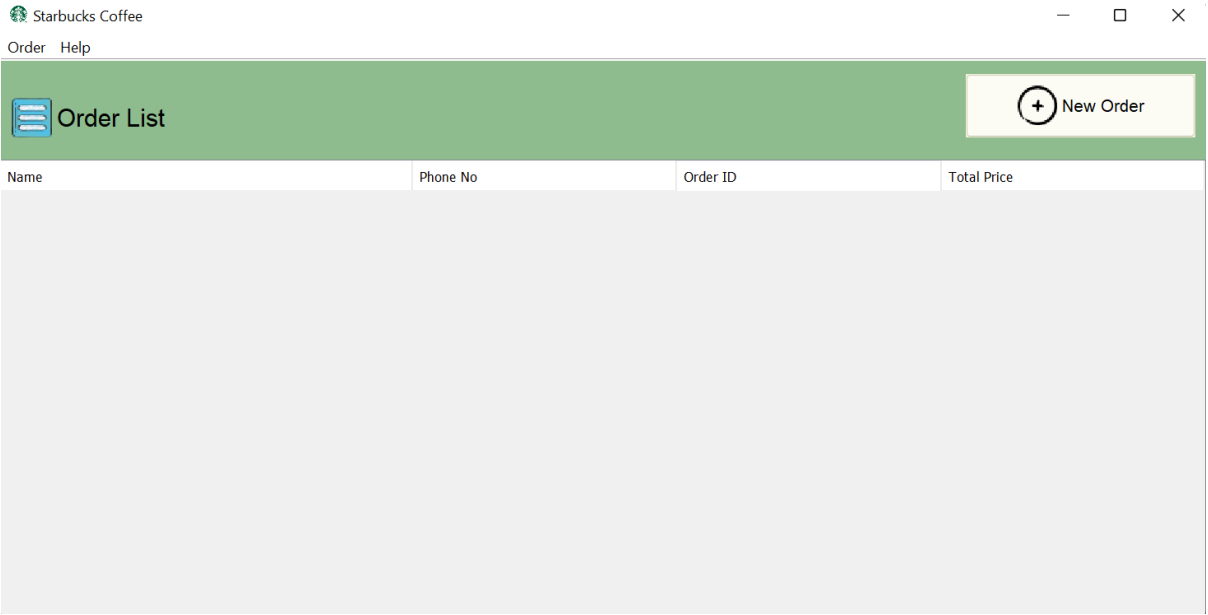 Starbucks Coffee
Order Help
Order List
New Order
Name Phone No Order ID Total Price